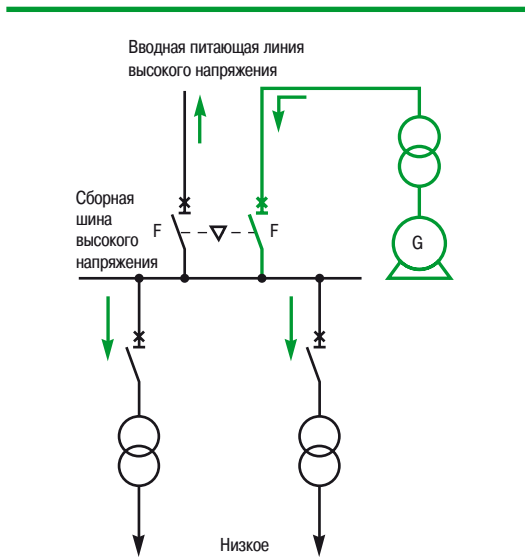 Вводная питающая линия
высокого напряжения
Сборная
шина
высокого
напряжения
F
F
G
Низкое